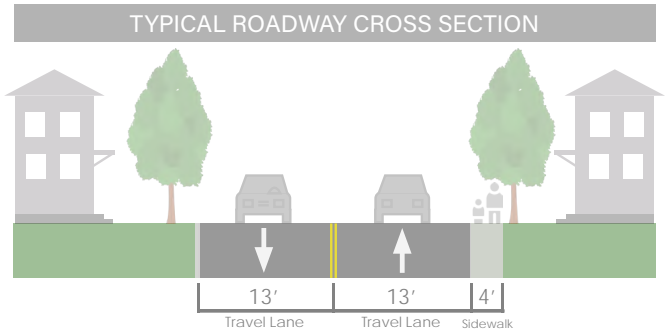 TYPICAL ROADWAY CROSS SECTION
13' 13' 4'
Travel Lane Travel Lane Sidewalk